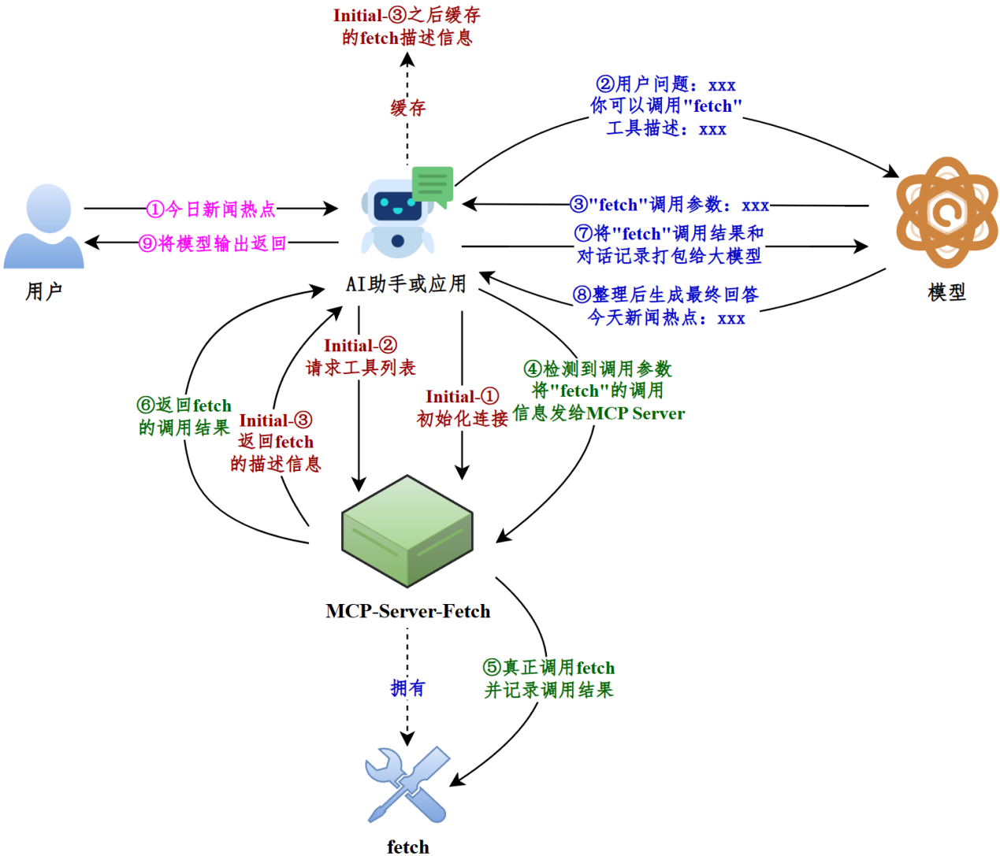 Initial-③之后缓存
的fetch描述信息
缓存
②用户问题：xxx
你可以调用"fetch"
工具描述：xxx
①今日新闻热点
⑨将模型输出返回
③"fetch"调用参数：xxx
⑦将"fetch"调用结果和
对话记录打包给大模型
⑧整理后生成最终回答
今天新闻热点：xxx
用户
AI助手或应用
模型
Initial-②
请求工具列表
Initial-①
初始化连接
④检测到调用参数
将"fetch"的调用
信息发给MCP Server
⑥返回fetch
的调用结果
Initial-③
返回fetch
的描述信息
MCP-Server-Fetch
拥有
⑤真正调用fetch
并记录调用结果
fetch